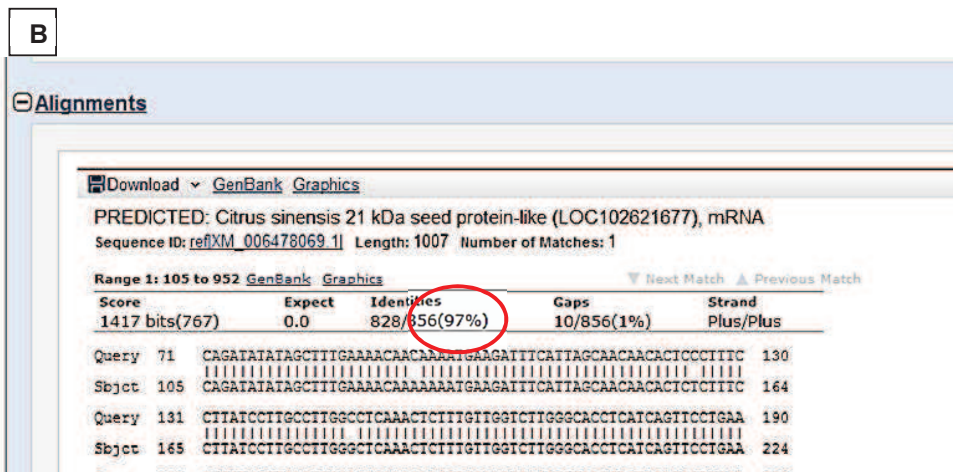 B
Alignments
Download GenBank Graphics
PREDICTED: Citrus sinensis 21 kDa seed protein-like (LOC102621677), mRNA
Sequence ID: ref|XM_006478069.1| Length: 1007 Number of Matches: 1
Range 1: 105 to 952 GenBank Graphics Next Match Previous Match
Score Expect Identities Gaps Strand
1417 bits(767) 0.0 828/856(97%) 10/856(1%) Plus/Plus
Query 71 CAGATATATAGCTTTGAAAACAACAAAATGAAGATTTCATTAGCAACAACACTCCCTTTC 130
Sbjct 105 CAGATATATAGCTTTGAAAACAAAAAAATGAAGATTTCATTAGCAACAACACTCTCTTTC 164
Query 131 CTTATCCTTGCCTTGGCCTCAAACTCTTTGTTGGTCTTGGGCACCTCATCAGTTCCTGAA 190
Sbjct 165 CTTATCCTTGCCTTGGGCTCAAACTCTTTGTTGGTCTTGGGCACCTCATCAGTTCCTGAA 224